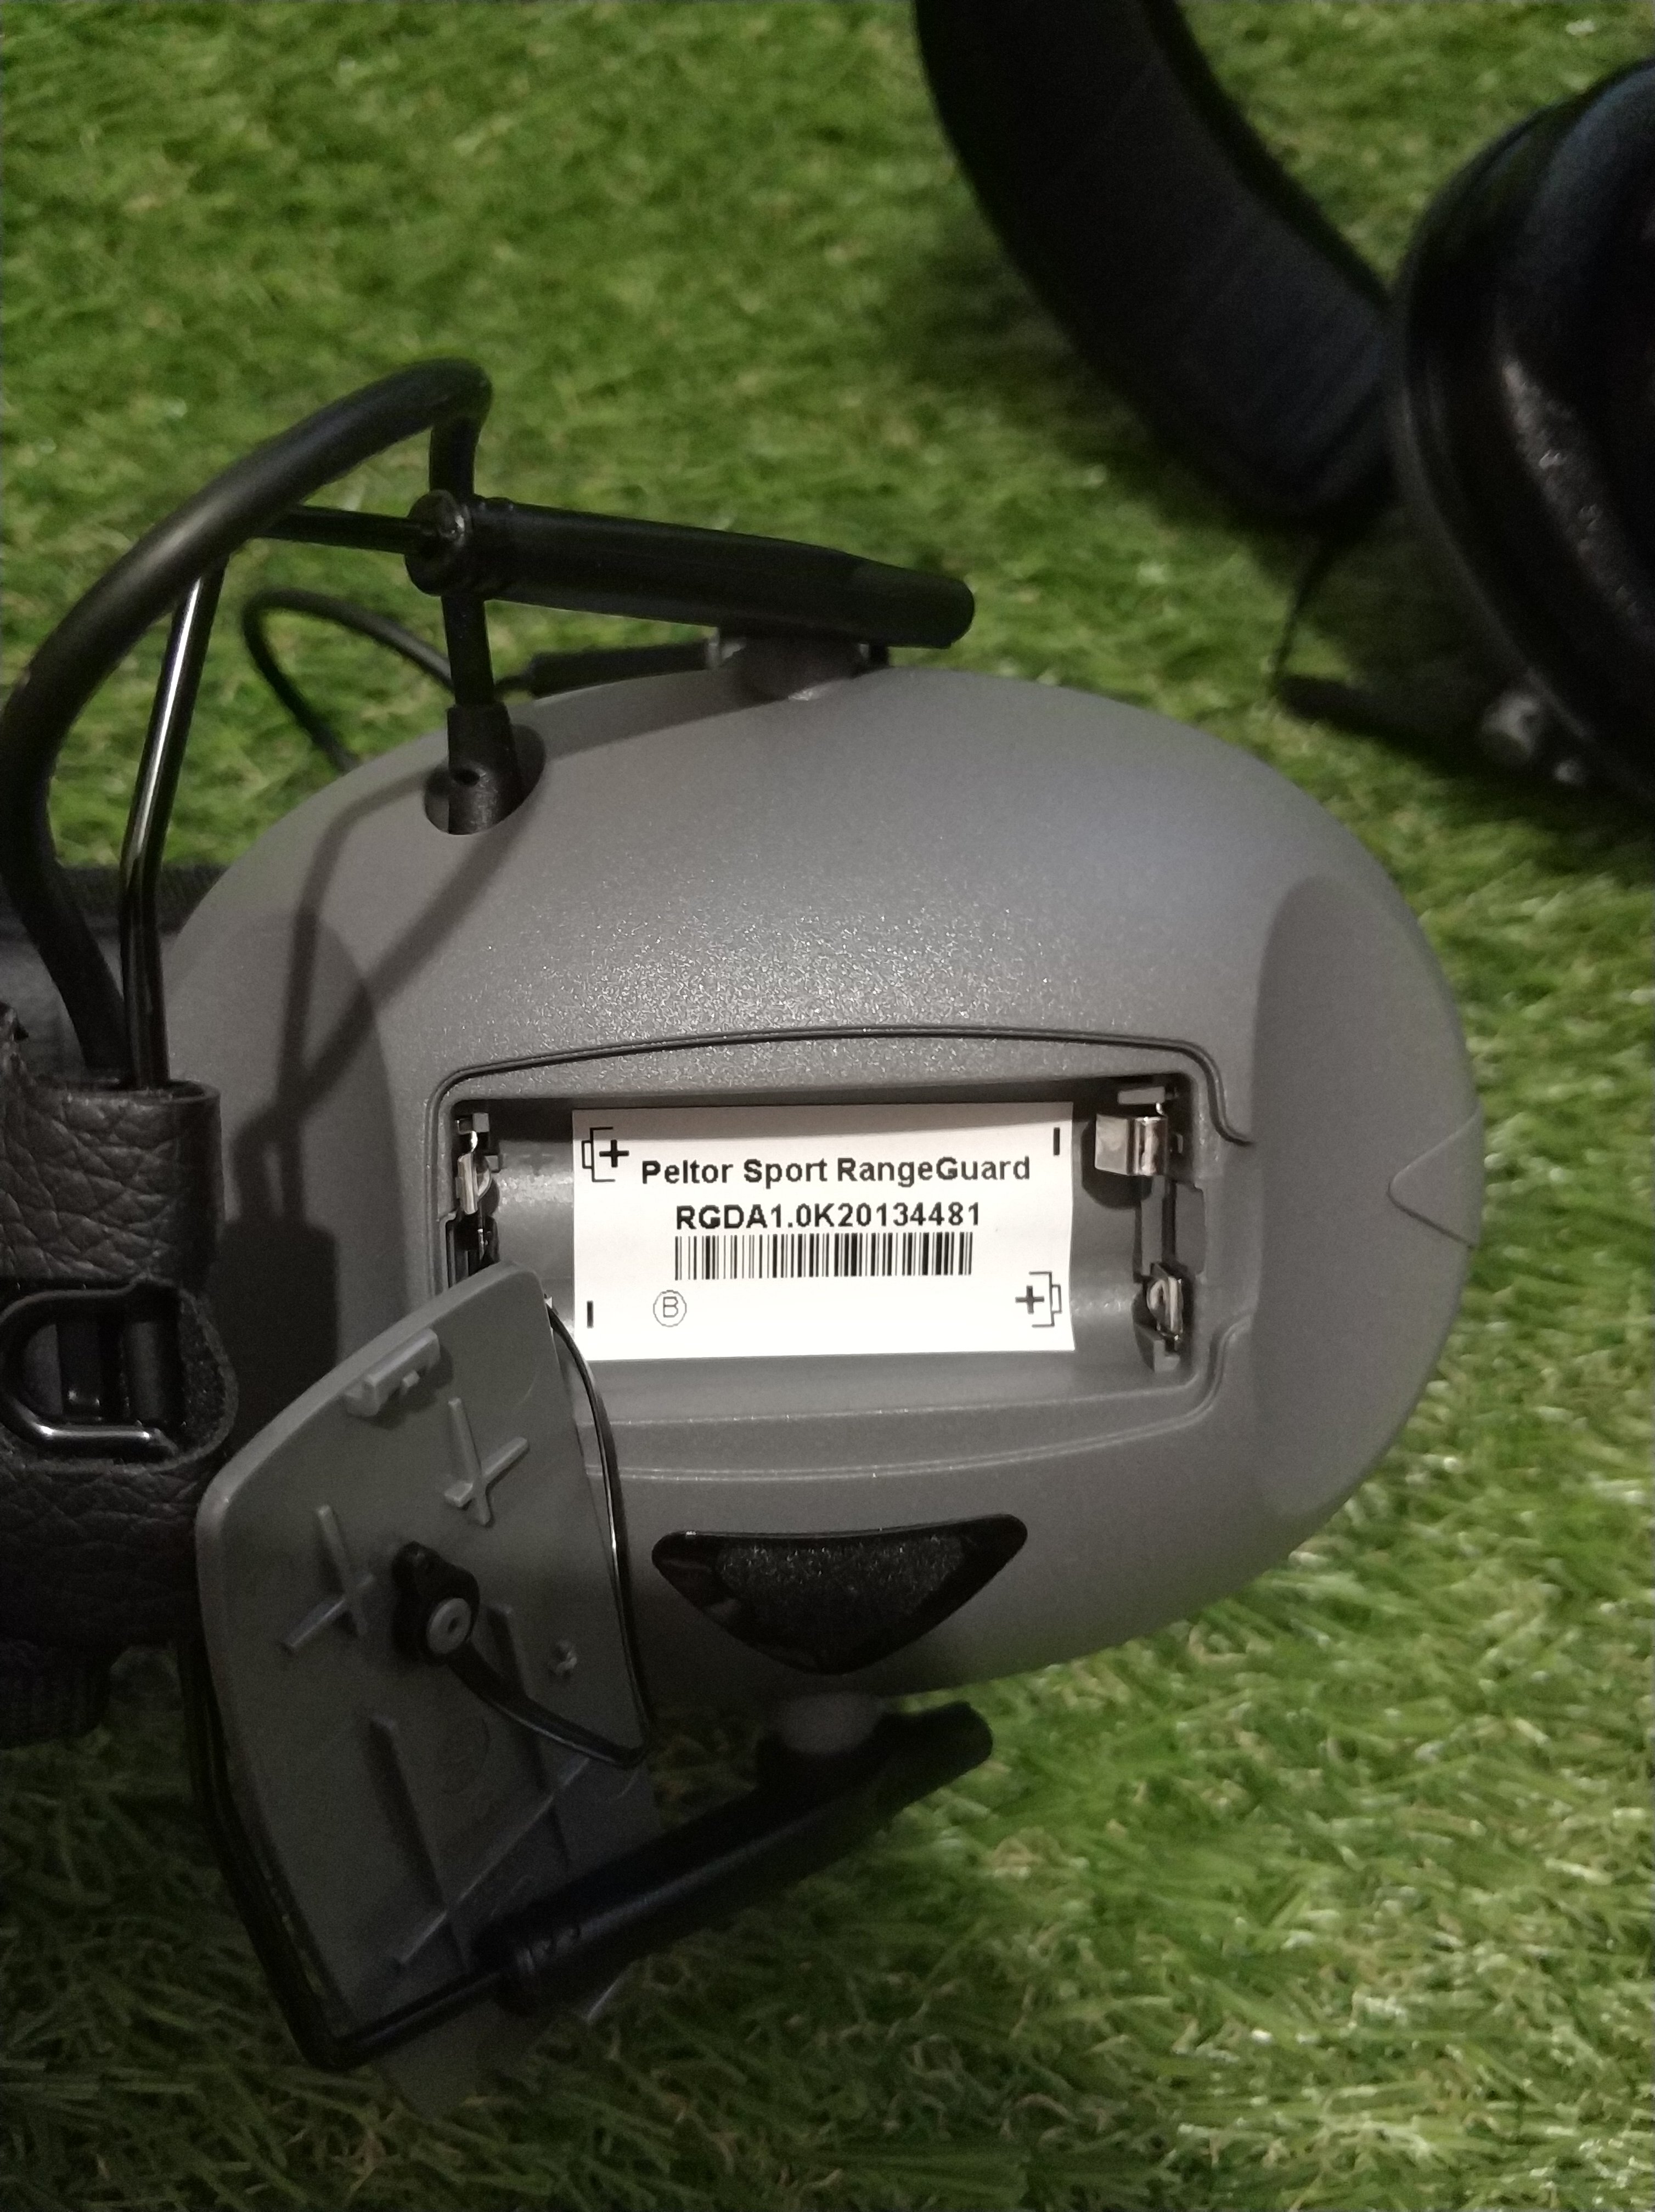 + Peltor Sport RangeGuard -
RGDA1.0K20134481
- B +